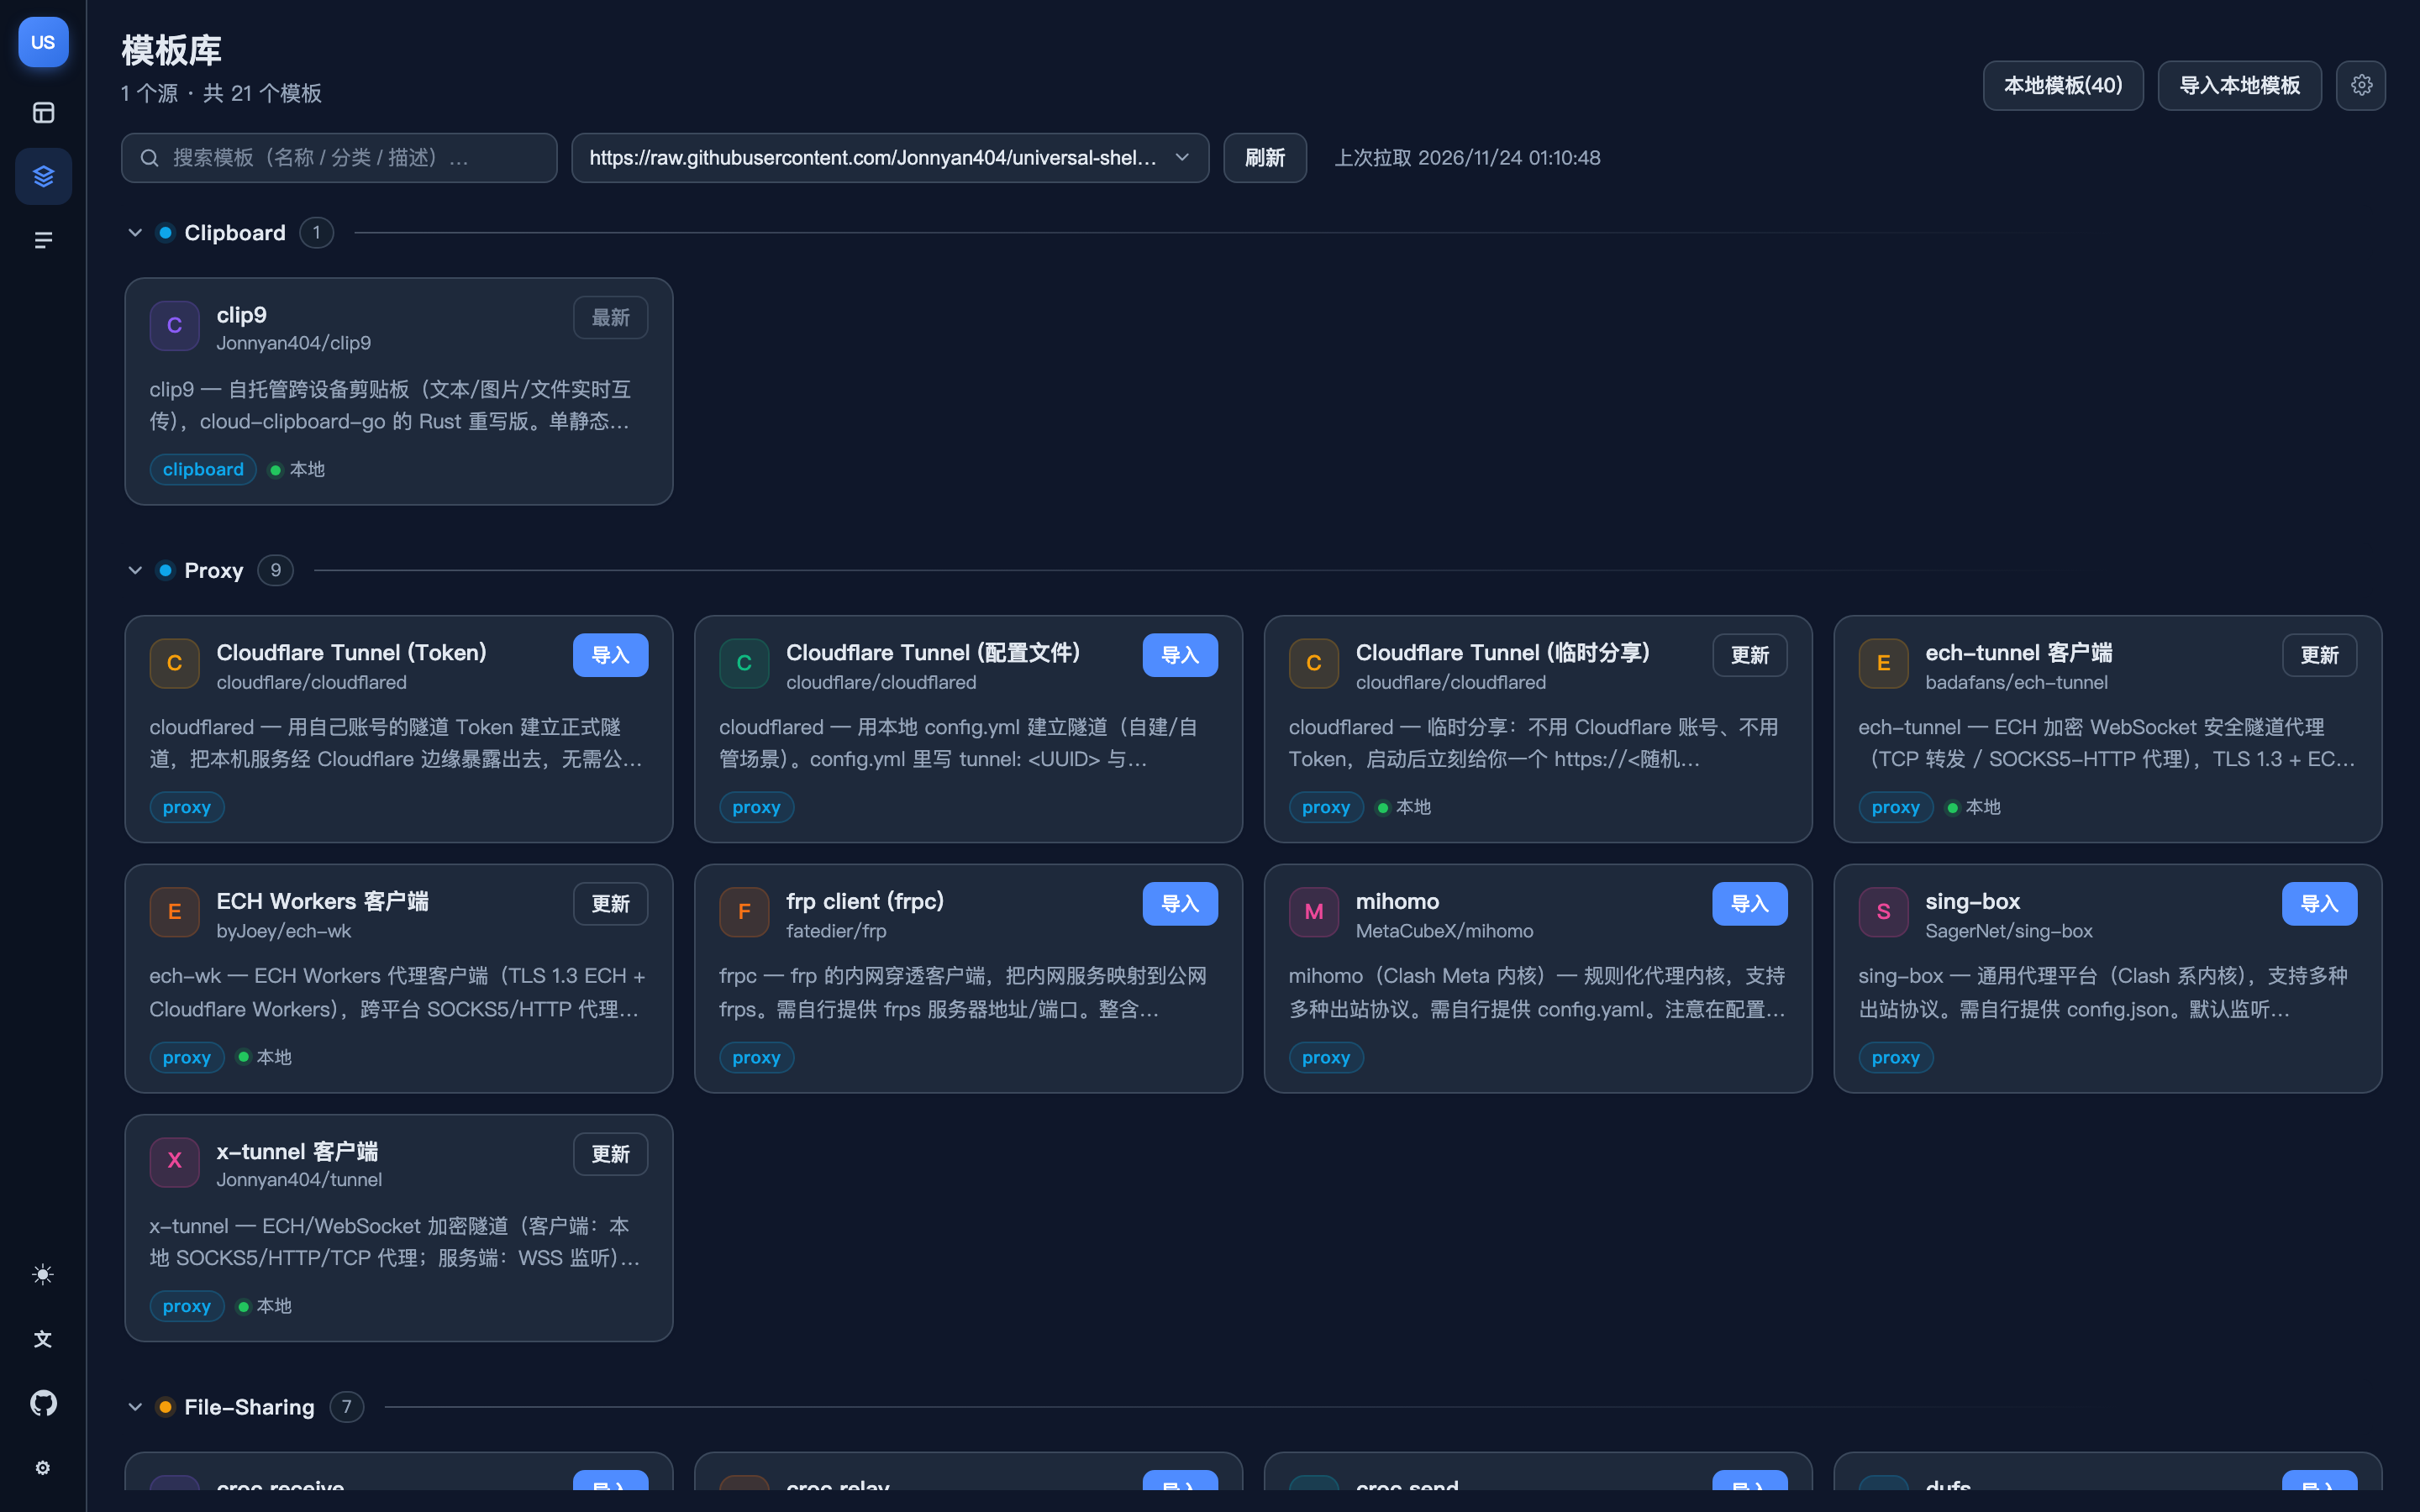 US
模板库
1 个源 · 共 21 个模板
本地模板(40)
导入本地模板
搜索模板（名称 / 分类 / 描述）…
https://raw.githubusercontent.com/Jonnyan404/universal-shel…
刷新
上次拉取 2026/11/24 01:10:48
Clipboard 1
C
clip9
Jonnyan404/clip9
最新
clip9 — 自托管跨设备剪贴板（文本/图片/文件实时互
传），cloud-clipboard-go 的 Rust 重写版。单静态…
clipboard
本地
Proxy 9
C
Cloudflare Tunnel (Token)
cloudflare/cloudflared
导入
cloudflared — 用自己账号的隧道 Token 建立正式隧
道，把本机服务经 Cloudflare 边缘暴露出去，无需公…
proxy
C
Cloudflare Tunnel (配置文件)
cloudflare/cloudflared
导入
cloudflared — 用本地 config.yml 建立隧道（自建/自
管场景）。config.yml 里写 tunnel: <UUID> 与…
proxy
C
Cloudflare Tunnel (临时分享)
cloudflare/cloudflared
更新
cloudflared — 临时分享：不用 Cloudflare 账号、不用
Token，启动后立刻给你一个 https://<随机…
proxy
本地
E
ech-tunnel 客户端
badafans/ech-tunnel
更新
ech-tunnel — ECH 加密 WebSocket 安全隧道代理
（TCP 转发 / SOCKS5-HTTP 代理），TLS 1.3 + EC…
proxy
本地
E
ECH Workers 客户端
byJoey/ech-wk
更新
ech-wk — ECH Workers 代理客户端（TLS 1.3 ECH +
Cloudflare Workers），跨平台 SOCKS5/HTTP 代理…
proxy
本地
F
frp client (frpc)
fatedier/frp
导入
frpc — frp 的内网穿透客户端，把内网服务映射到公网
frps。需自行提供 frps 服务器地址/端口。整合…
proxy
M
mihomo
MetaCubeX/mihomo
导入
mihomo（Clash Meta 内核）— 规则化代理内核，支持
多种出站协议。需自行提供 config.yaml。注意在配置…
proxy
S
sing-box
SagerNet/sing-box
导入
sing-box — 通用代理平台（Clash 系内核），支持多种
出站协议。需自行提供 config.json。默认监听…
proxy
X
x-tunnel 客户端
Jonnyan404/tunnel
更新
x-tunnel — ECH/WebSocket 加密隧道（客户端：本
地 SOCKS5/HTTP/TCP 代理；服务端：WSS 监听）…
proxy
本地
文
File-Sharing 7
croc receive
导入
croc relay
导入
croc send
导入
dufs
导入